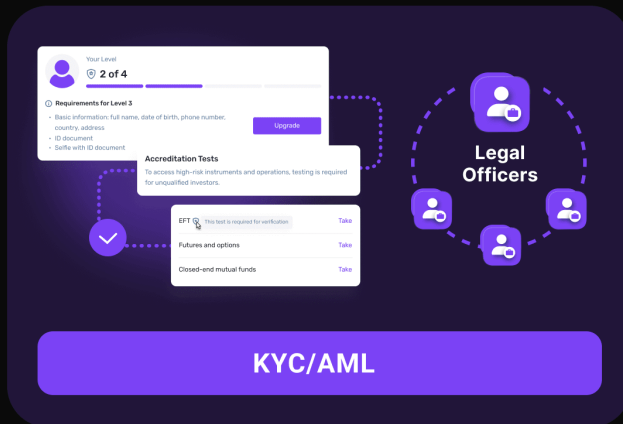 Your Level
2 of 4
Requirements for Level 3
• Basic information: full name, date of birth, phone number,
country, address
• ID document
• Selfie with ID document
Upgrade
Accreditation Tests
To access high-risk instruments and operations, testing is required
for unqualified investors.
EFT This test is required for verification Take
Futures and options Take
Closed-end mutual funds Take
Legal
Officers
KYC/AML